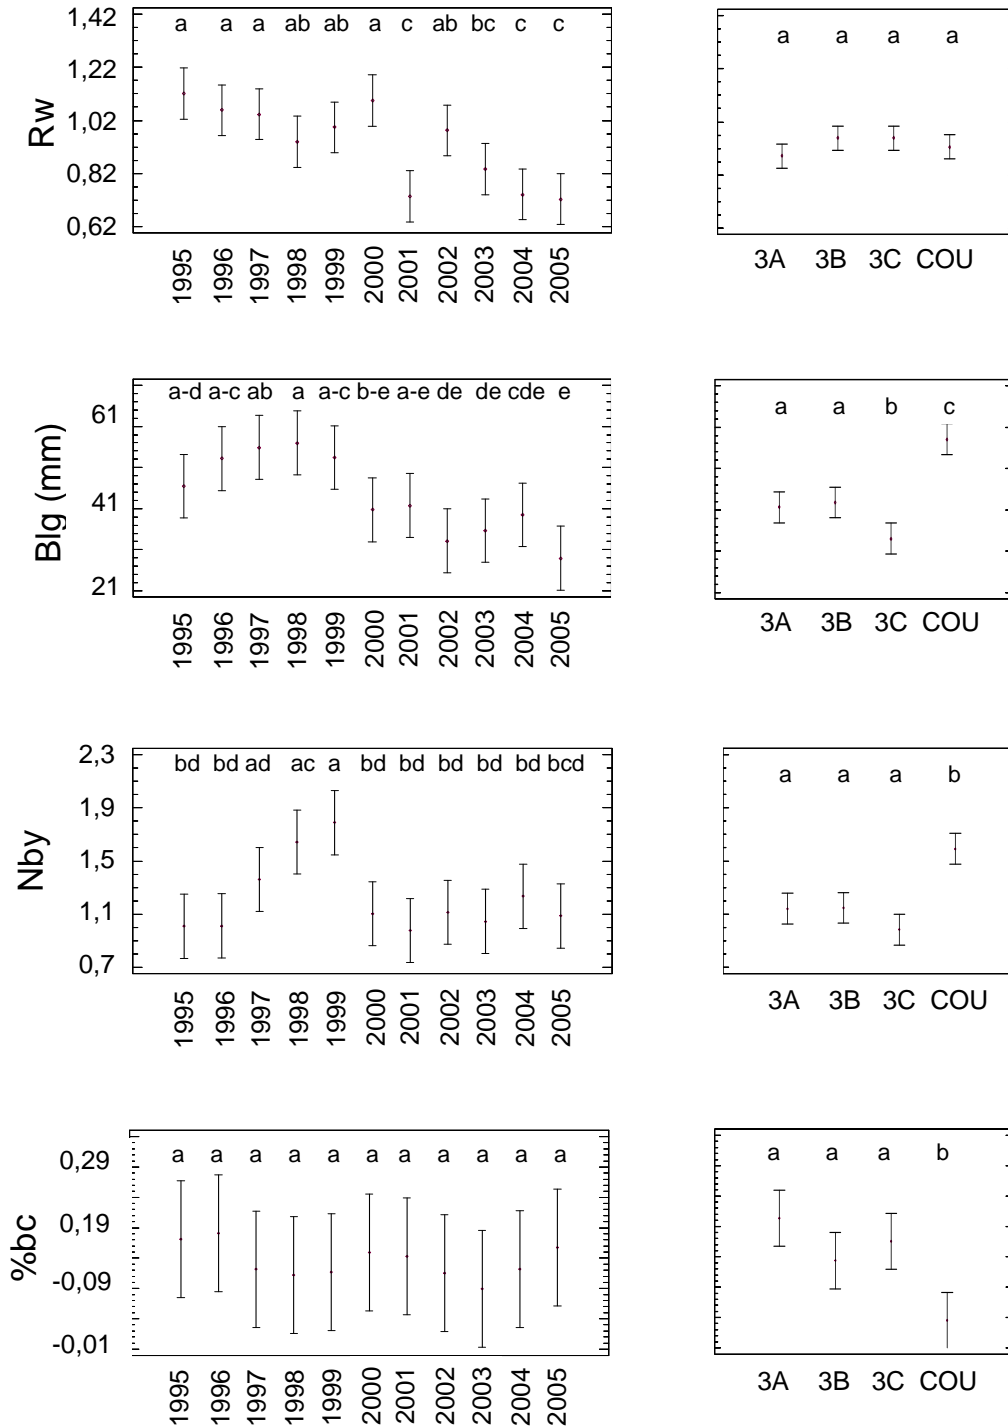 1,42
1,22
1,02
0,82
0,62
Rw
a a a ab ab a c ab bc c c
1995 1996 1997 1998 1999 2000 2001 2002 2003 2004 2005
a a a a
3A 3B 3C COU
61
41
21
Blg (mm)
a-d a-c ab a a-c b-e a-e de de cde e
1995 1996 1997 1998 1999 2000 2001 2002 2003 2004 2005
a a b c
3A 3B 3C COU
2,3
1,9
1,5
1,1
0,7
Nby
bd bd ad ac a bd bd bd bd bd bcd
1995 1996 1997 1998 1999 2000 2001 2002 2003 2004 2005
a a a b
3A 3B 3C COU
0,29
0,19
-0,09
-0,01
%bc
a a a a a a a a a a a
1995 1996 1997 1998 1999 2000 2001 2002 2003 2004 2005
a a a b
3A 3B 3C COU